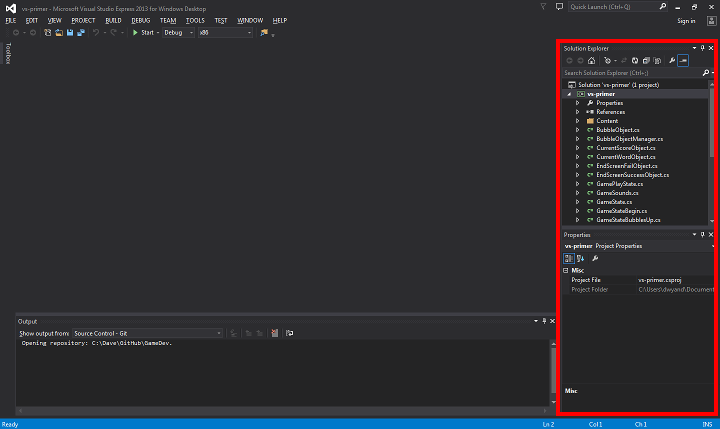 vs-primer - Microsoft Visual Studio Express 2013 for Windows Desktop
Quick Launch (Ctrl+Q)
FILE EDIT VIEW PROJECT BUILD DEBUG TEAM TOOLS TEST WINDOW HELP
Sign in
Start Debug x86
Toolbox
Solution Explorer
Search Solution Explorer (Ctrl+;)
Solution 'vs-primer' (1 project)
vs-primer
Properties
References
Content
BubbleObject.cs
BubbleObjectManager.cs
CurrentScoreObject.cs
CurrentWordObject.cs
EndScreenFailObject.cs
EndScreenSuccessObject.cs
GamePlayState.cs
GameSounds.cs
GameState.cs
GameStateBegin.cs
GameStateBubblesUp.cs
Properties
vs-primer Project Properties
Misc
Project File vs-primer.csproj
Project Folder C:\Users\dwyand\Document
Misc
Output
Show output from: Source Control - Git
Opening repository: C:\Dave\GitHub\GameDev.
Ready Ln 2 Col 1 Ch 1 INS